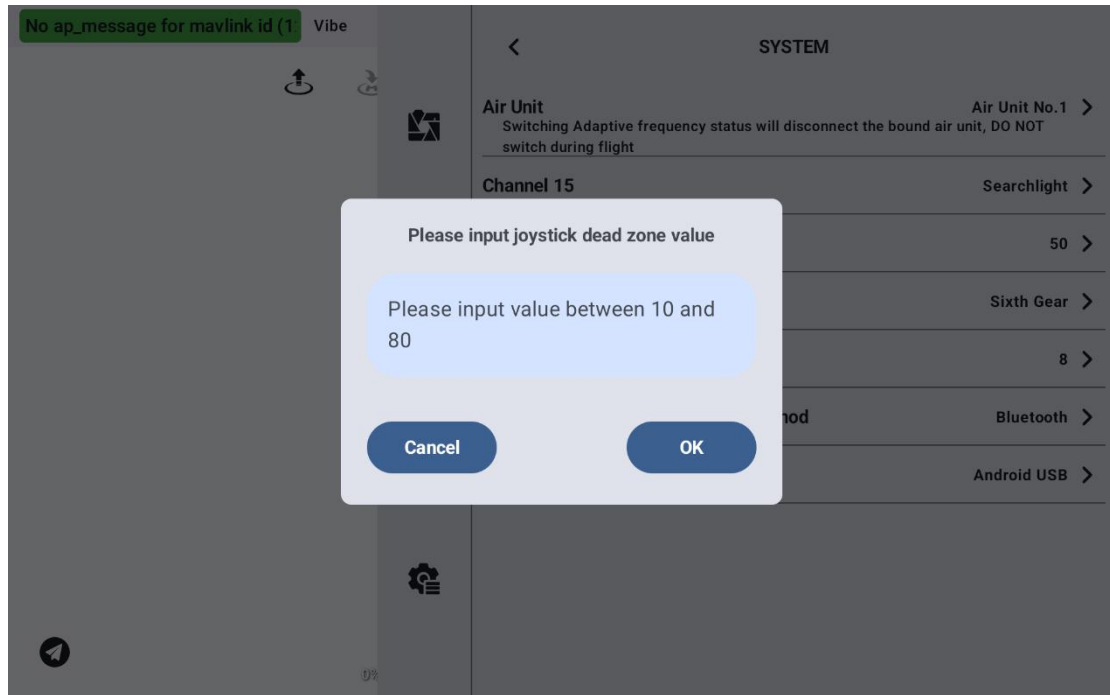 No ap_message for mavlink id (1
Vibe
SYSTEM
Air Unit
Air Unit No.1
Switching Adaptive frequency status will disconnect the bound air unit, DO NOT
switch during flight
Channel 15
Searchlight
Please input joystick dead zone value
50
Please input value between 10 and
80
Sixth Gear
8
nod
Bluetooth
Cancel
OK
Android USB
0%